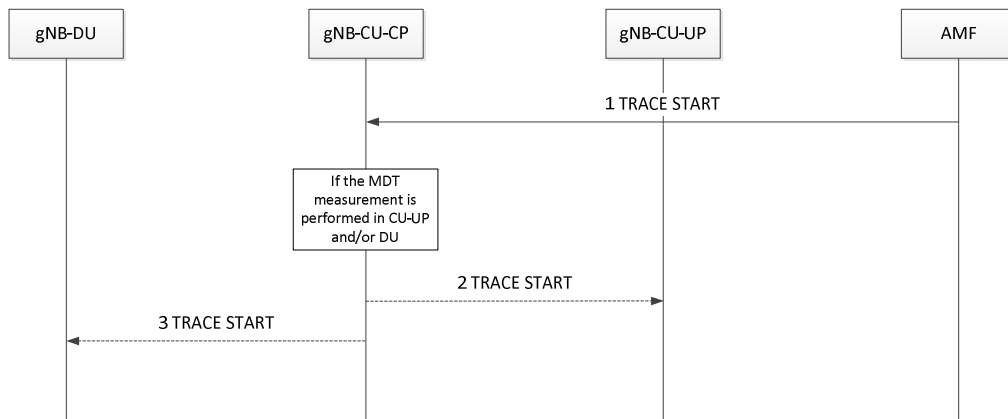 gNB-DU
gNB-CU-CP
gNB-CU-UP
AMF
1 TRACE START
If the MDT
measurement is
performed in CU-UP
and/or DU
2 TRACE START
3 TRACE START